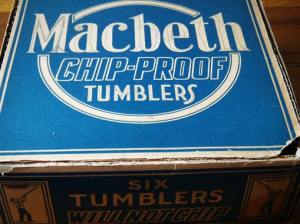 Macbeth
CHIP-PROOF
TUMBLERS
SIX
TUMBLERS
WILL NOT CHIP